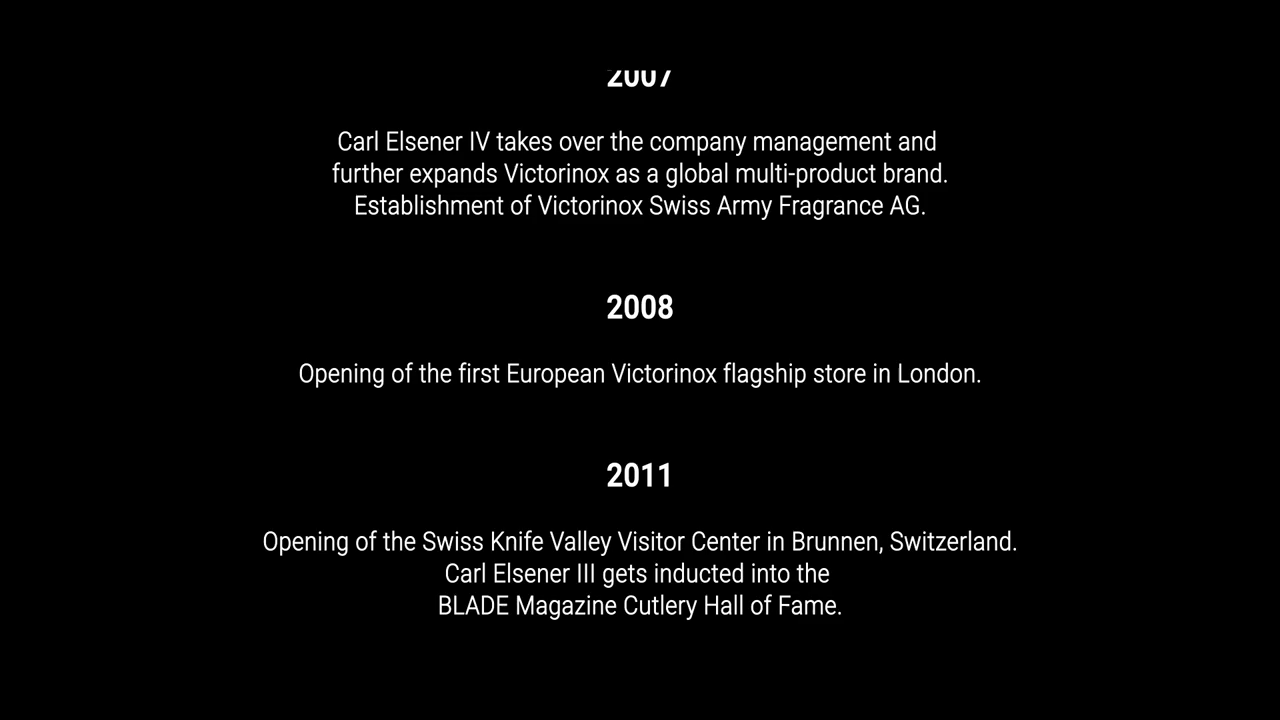 2007
Carl Elsener IV takes over the company management and
further expands Victorinox as a global multi-product brand.
Establishment of Victorinox Swiss Army Fragrance AG.
2008
Opening of the first European Victorinox flagship store in London.
2011
Opening of the Swiss Knife Valley Visitor Center in Brunnen, Switzerland.
Carl Elsener III gets inducted into the
BLADE Magazine Cutlery Hall of Fame.